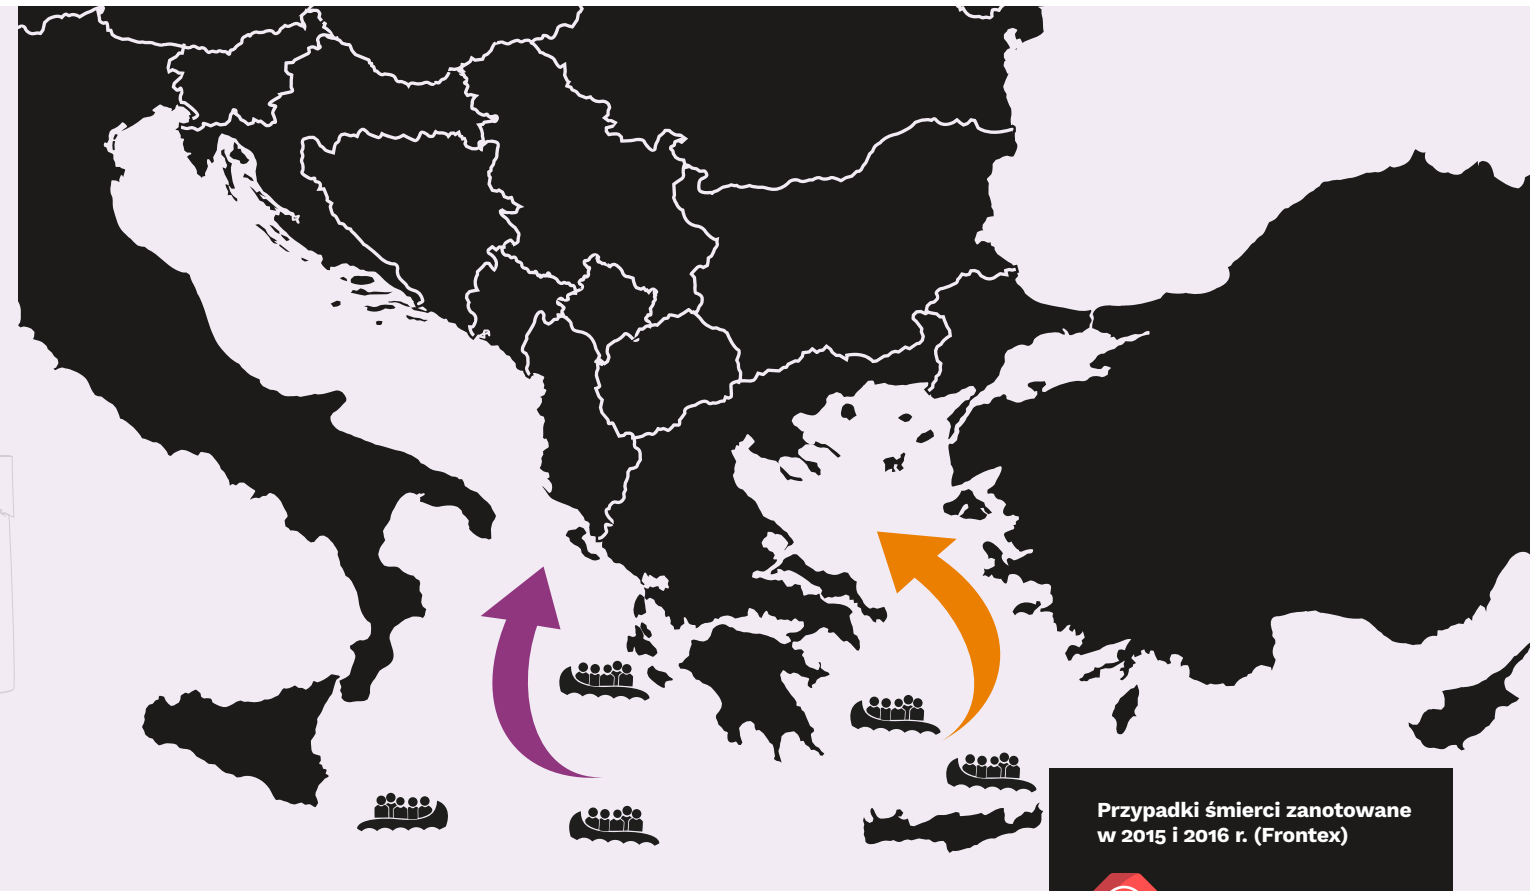 Przypadki śmierci zanotowane
w 2015 i 2016 r. (Frontex)